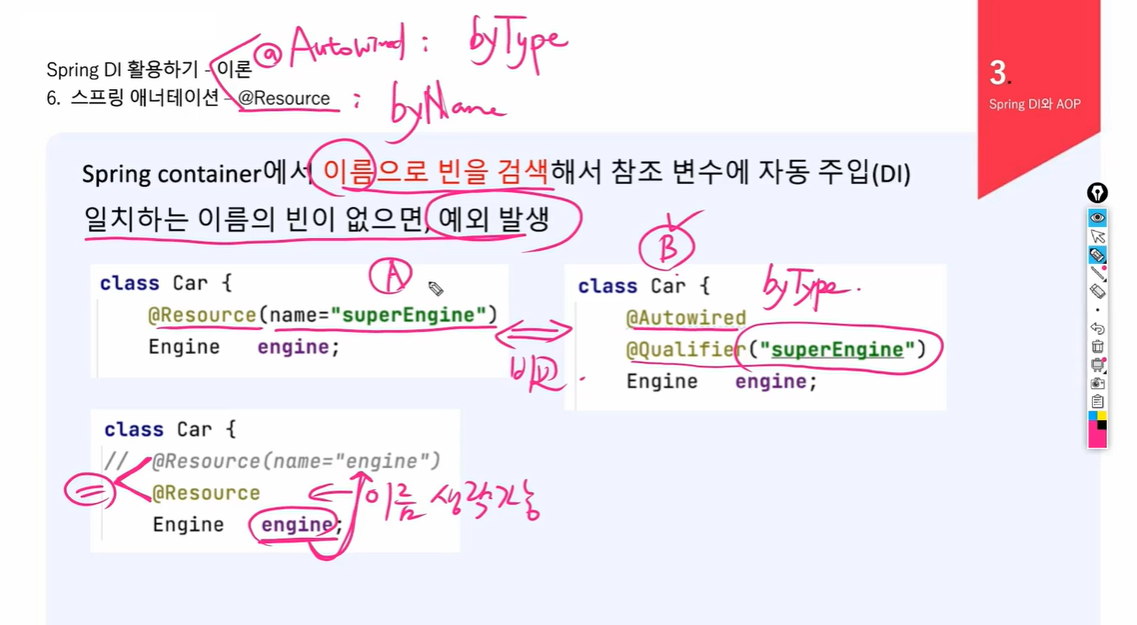 @Autowired : byType
Spring DI 활용하기 - 이론
6. 스프링 애너테이션 - @Resource : byName
3.
Spring DI와 AOP
Spring container에서 이름으로 빈을 검색해서 참조 변수에 자동 주입(DI)
일치하는 이름의 빈이 없으면, 예외 발생
A
class Car {
@Resource(name="superEngine")
Engine engine;
비교.
B
class Car {
byType.
@Autowired
@Qualifier("superEngine")
Engine engine;
class Car {
// @Resource(name="engine")
=
@Resource
이름 생략가능
Engine engine;